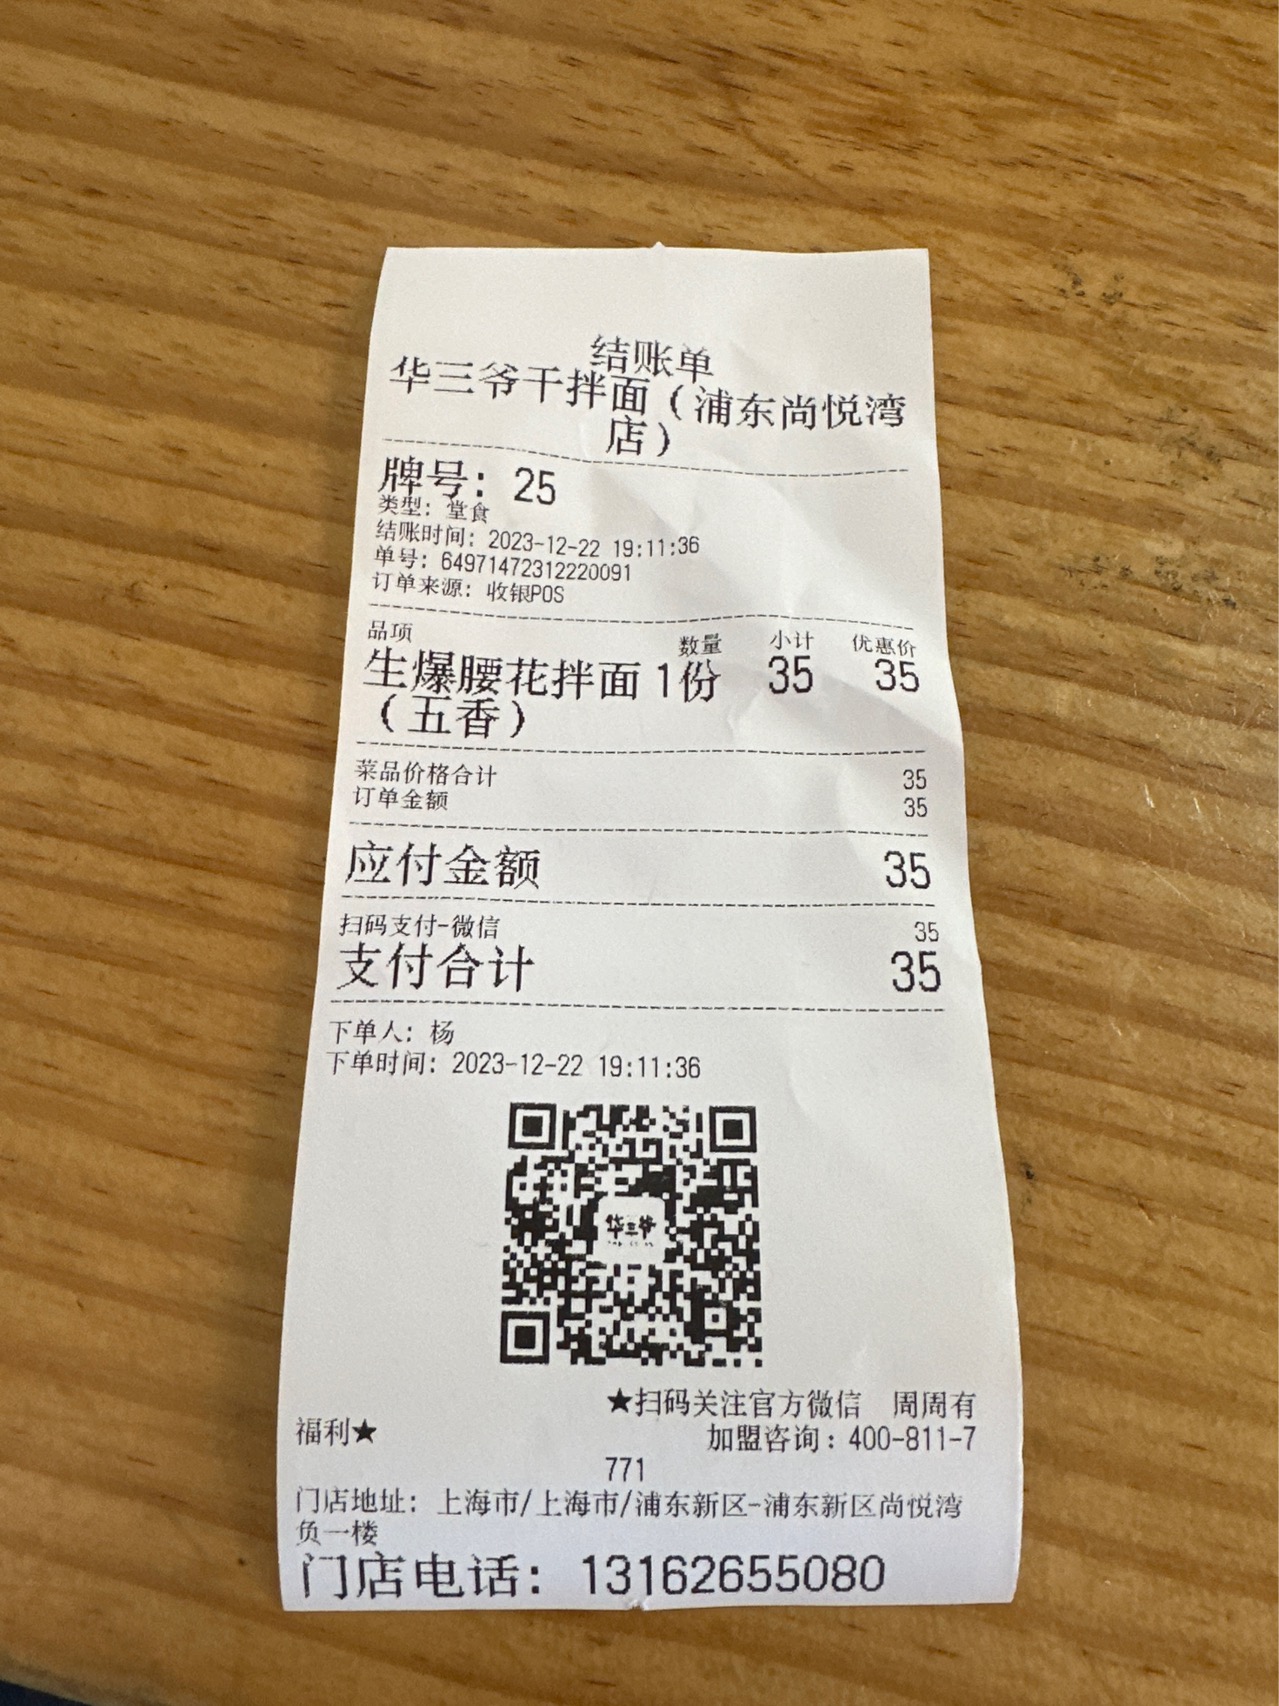 结账单
华三爷干拌面（浦东尚悦湾
店）
牌号：25
类型：堂食
结账时间：2023-12-22 19:11:36
单号：64971472312220091
订单来源：收银POS
品项 数量 小计 优惠价
生爆腰花拌面 1份 35 35
（五香）
菜品价格合计 35
订单金额 35
应付金额 35
扫码支付-微信 35
支付合计 35
下单人：杨
下单时间：2023-12-22 19:11:36
华三爷
★扫码关注官方微信 周周有
福利★ 加盟咨询：400-811-7
771
门店地址：上海市/上海市/浦东新区-浦东新区尚悦湾
负一楼
门店电话：13162655080